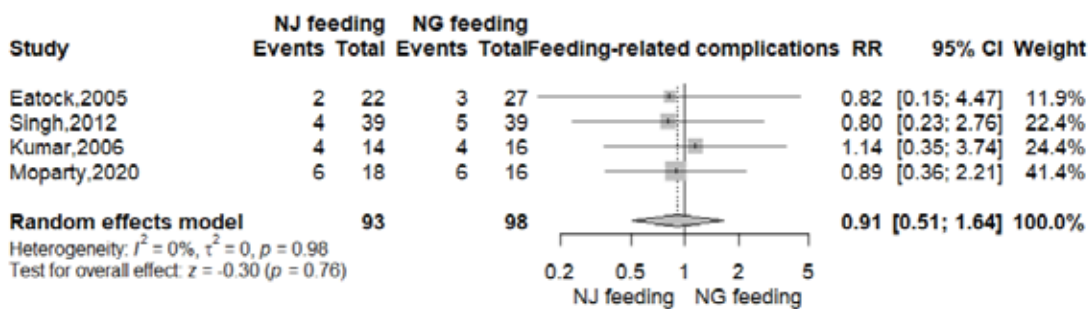 NJ feeding NG feeding
Study Events Total Events Total Feeding-related complications RR 95% CI Weight
Eatock,2005 2 22 3 27 0.82 [0.15; 4.47] 11.9%
Singh,2012 4 39 5 39 0.80 [0.23; 2.76] 22.4%
Kumar,2006 4 14 4 16 1.14 [0.35; 3.74] 24.4%
Moparty,2020 6 18 6 16 0.89 [0.36; 2.21] 41.4%
Random effects model 93 98 0.91 [0.51; 1.64] 100.0%
Heterogeneity: I² = 0%, τ² = 0, p = 0.98
Test for overall effect: z = -0.30 (p = 0.76)
0.2 0.5 1 2 5
NJ feeding NG feeding